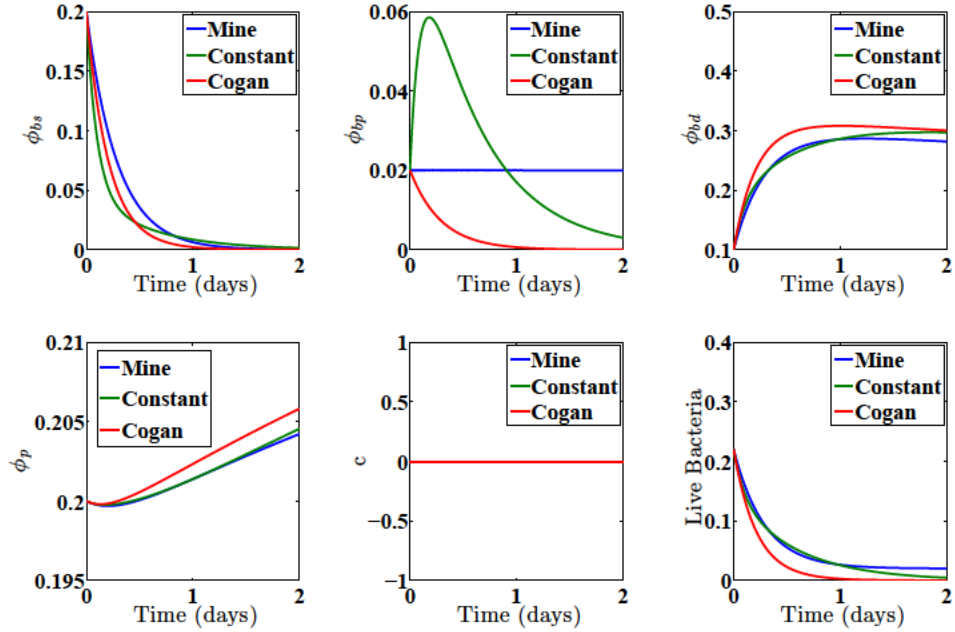 0.2
0.15
0.1
0.05
0
ϕbs
0
1
2
Time (days)
Mine
Constant
Cogan
0.06
0.04
0.02
0
ϕbp
0
1
2
Time (days)
Mine
Constant
Cogan
0.5
0.4
0.3
0.2
0.1
ϕbd
0
1
2
Time (days)
Mine
Constant
Cogan
0.21
0.205
0.2
0.195
ϕp
0
1
2
Time (days)
Mine
Constant
Cogan
1
0.5
0
−0.5
−1
c
0
1
2
Time (days)
Mine
Constant
Cogan
0.4
0.3
0.2
0.1
0
Live Bacteria
0
1
2
Time (days)
Mine
Constant
Cogan